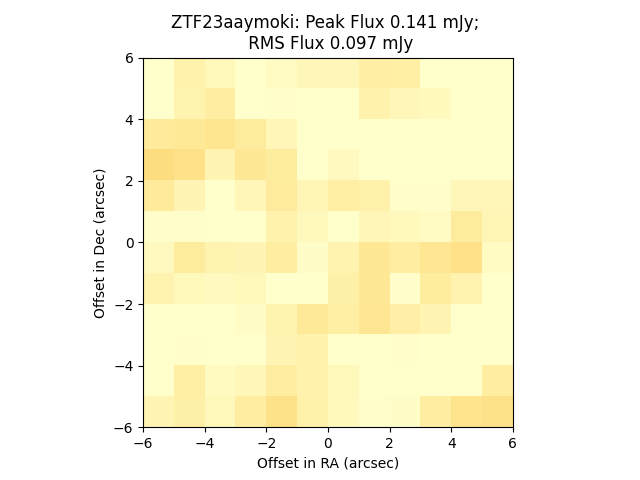 ZTF23aaymoki: Peak Flux 0.141 mJy;
RMS Flux 0.097 mJy
6
4
2
0
−2
−4
−6
Offset in Dec (arcsec)
−6 −4 −2 0 2 4 6
Offset in RA (arcsec)